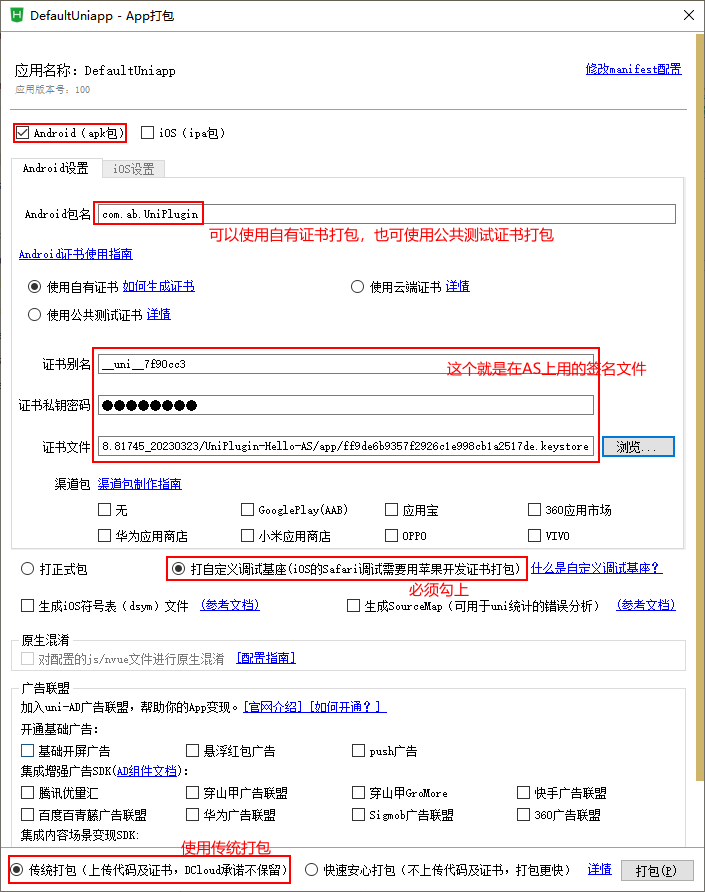 DefaultUniapp - App打包
应用名称：DefaultUniapp
修改manifest配置
应用版本号：100
Android（apk包）
iOS（ipa包）
Android设置
iOS设置
Android包名
com.ab.UniPlugin
可以使用自有证书打包，也可使用公共测试证书打包
Android证书使用指南
使用自有证书 如何生成证书
使用云端证书 详情
使用公共测试证书 详情
证书别名
__uni__7f90cc3
这个就是在AS上用的签名文件
证书私钥密码
●●●●●●●●
证书文件
8.81745_20230323/UniPlugin-Hello-AS/app/ff9de6b9357f2926c1e998cb1a2517de.keystore
浏览...
渠道包 渠道包制作指南
无
GooglePlay(AAB)
应用宝
360应用市场
华为应用商店
小米应用商店
OPPO
VIVO
打正式包
打自定义调试基座(iOS的Safari调试需要用苹果开发证书打包)
什么是自定义调试基座？
必须勾上
生成iOS符号表（dsym）文件 (参考文档)
生成SourceMap（可用于uni统计的错误分析） (参考文档)
原生混淆
对配置的js/nvue文件进行原生混淆 [配置指南]
广告联盟
加入uni-AD广告联盟，帮助你的App变现。[官网介绍] [如何开通？]
开通基础广告:
基础开屏广告
悬浮红包广告
push广告
集成增强广告SDK(AD组件文档):
腾讯优量汇
穿山甲广告联盟
穿山甲GroMore
快手广告联盟
百度百青藤广告联盟
华为广告联盟
Sigmob广告联盟
360广告联盟
集成内容场景变现SDK:
使用传统打包
传统打包（上传代码及证书，DCloud承诺不保留）
快速安心打包（不上传代码及证书，打包更快）
详情
打包(P)